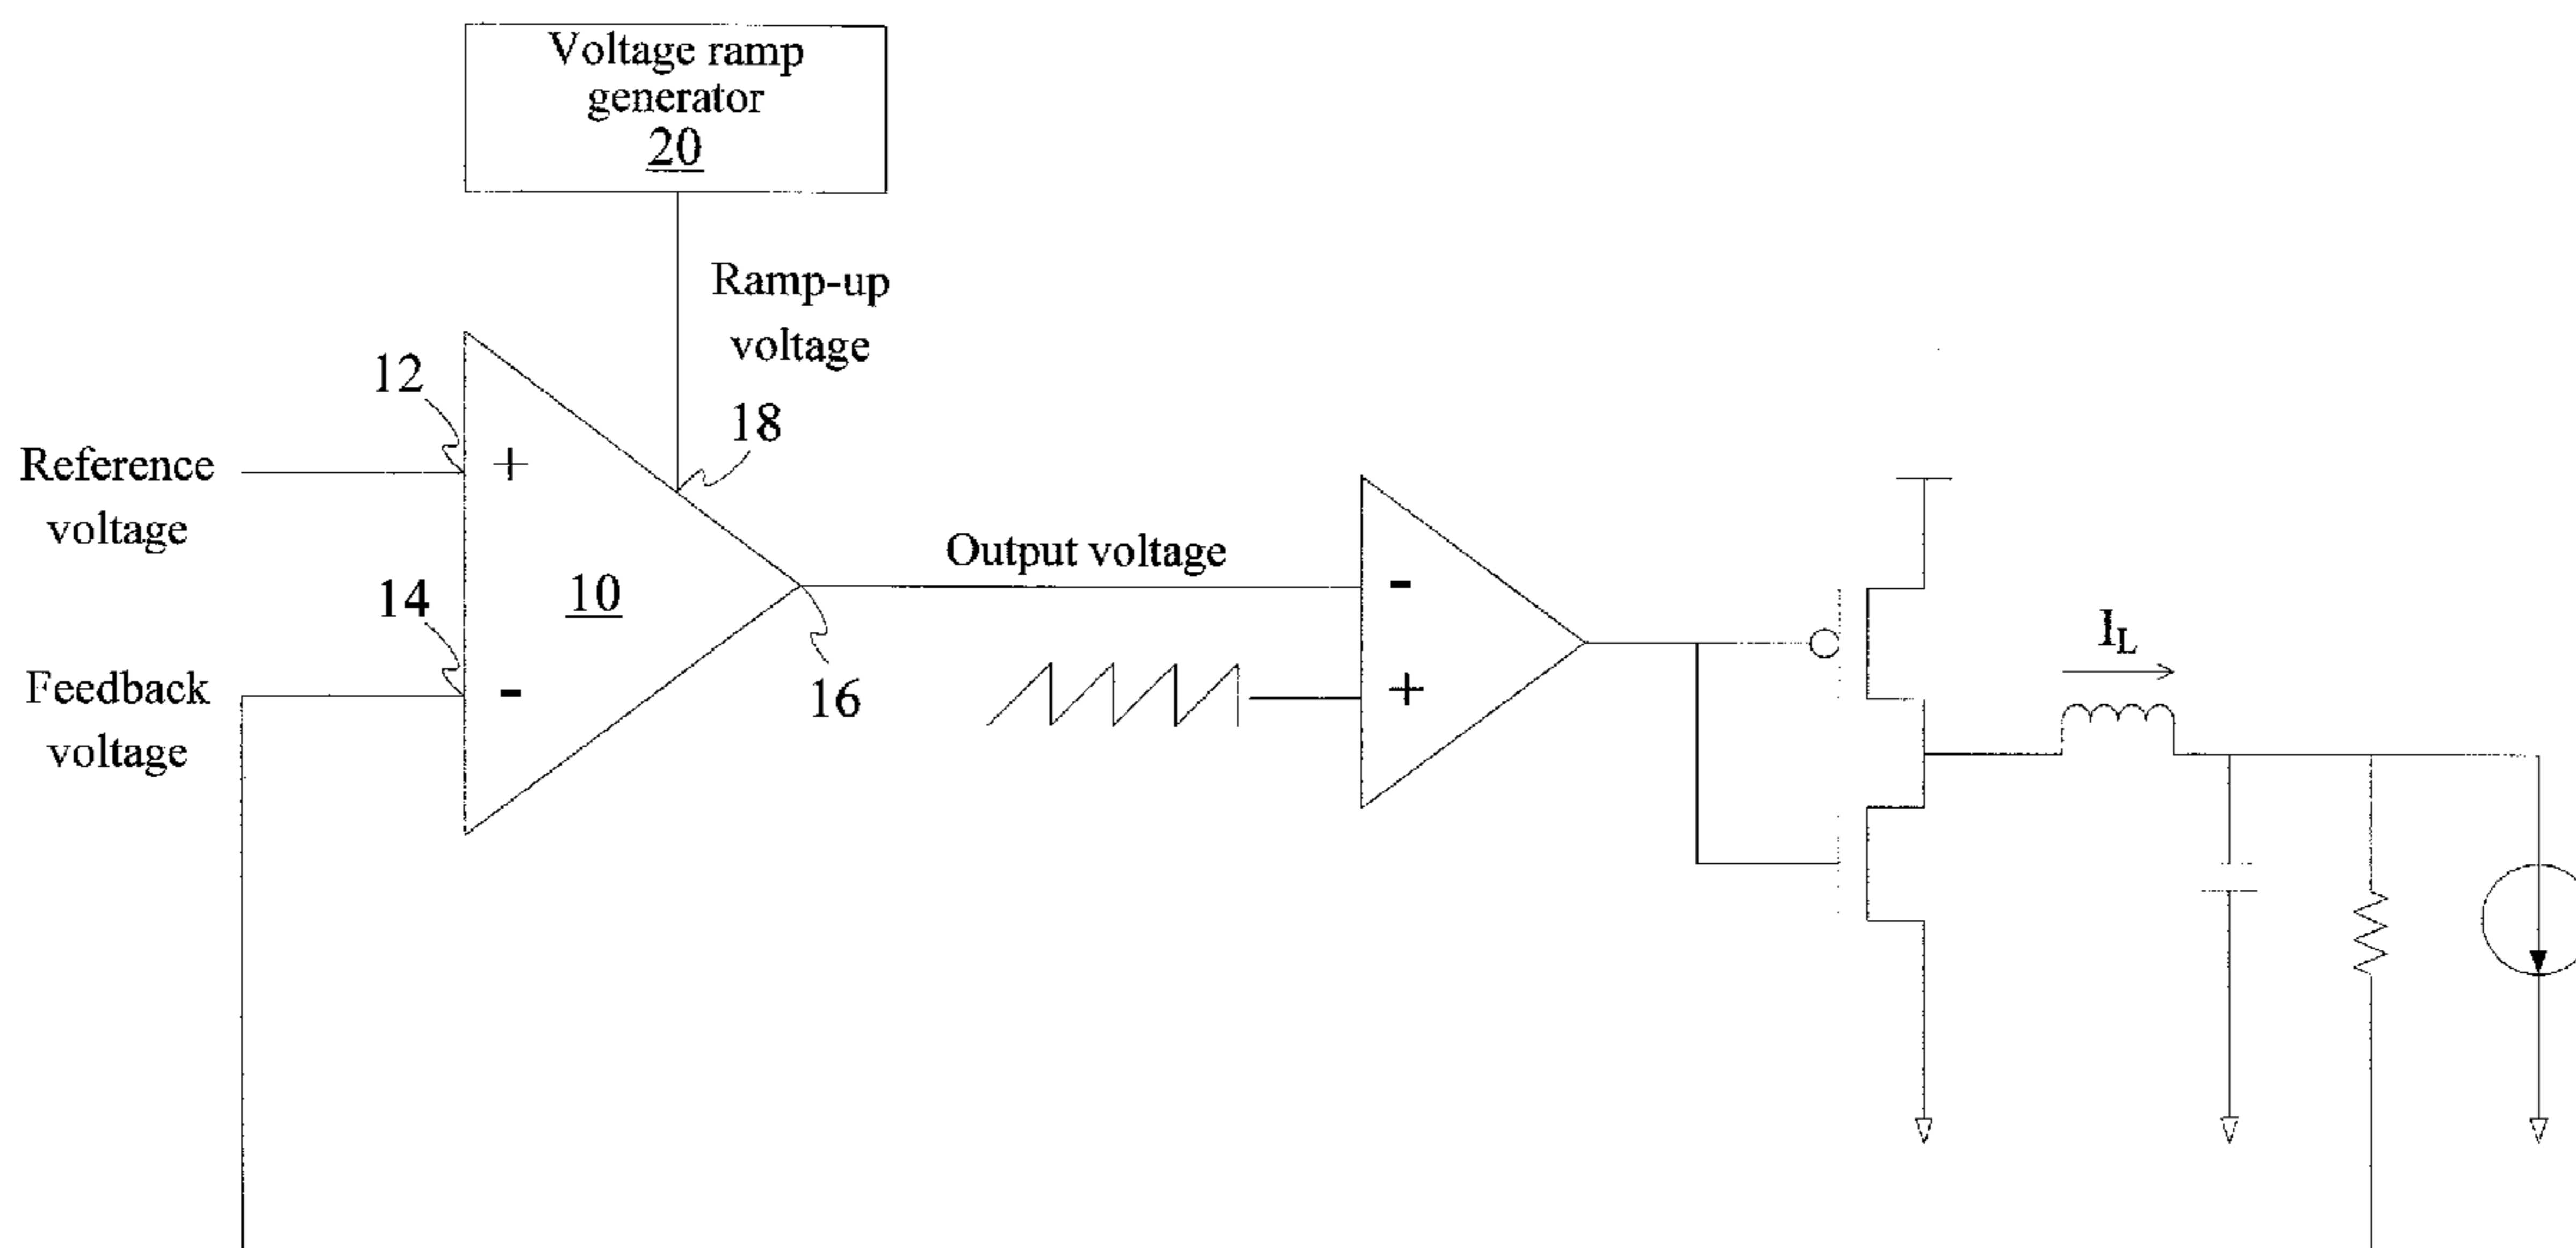 Voltage ramp
generator
20
Ramp-up
voltage
12
18
Reference
voltage
+
Output voltage
-
10
14
I_L
Feedback
voltage
-
16
+